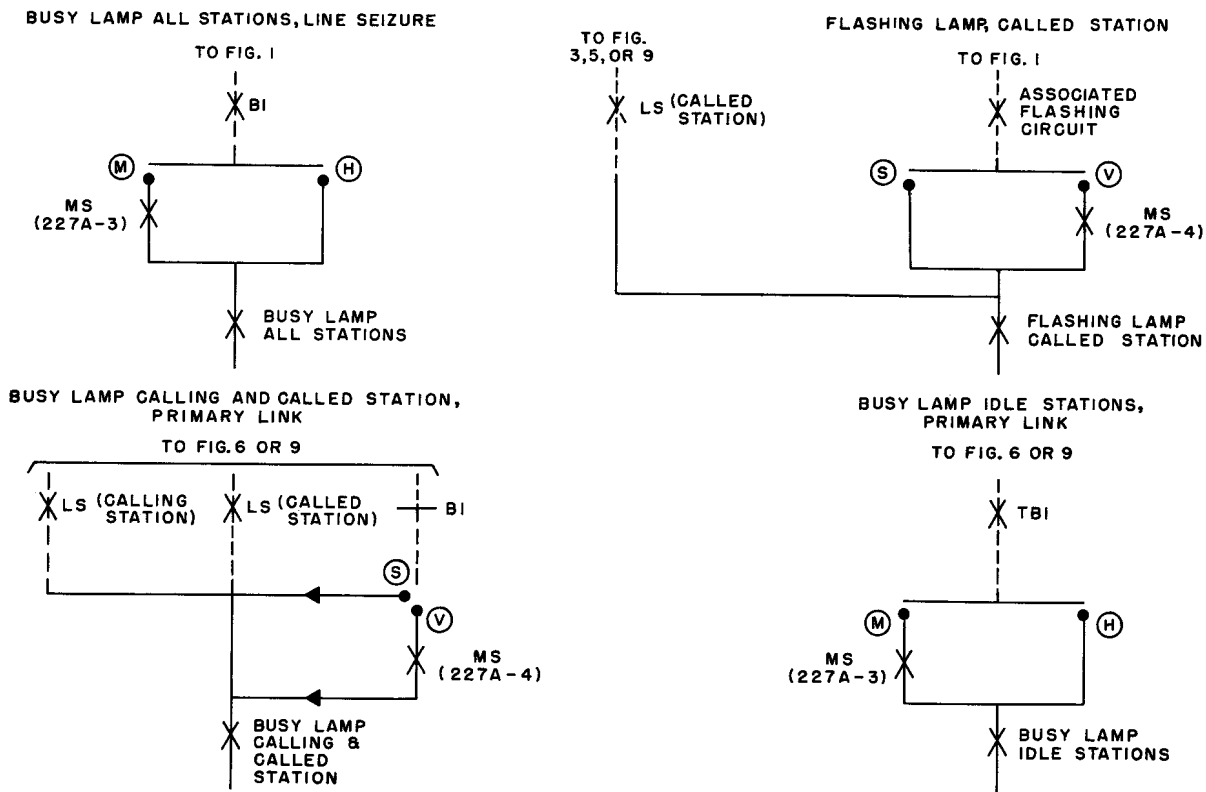 BUSY LAMP ALL STATIONS, LINE SEIZURE
TO FIG. 1
B1
M
H
MS
(227A-3)
BUSY LAMP
ALL STATIONS
FLASHING LAMP, CALLED STATION
TO FIG.
3,5, OR 9
TO FIG. 1
LS (CALLED
STATION)
ASSOCIATED
FLASHING
CIRCUIT
S
V
MS
(227A-4)
FLASHING LAMP
CALLED STATION
BUSY LAMP CALLING AND CALLED STATION,
PRIMARY LINK
TO FIG. 6 OR 9
LS (CALLING
STATION)
LS (CALLED
STATION)
B1
S
V
MS
(227A-4)
BUSY LAMP
CALLING &
CALLED
STATION
BUSY LAMP IDLE STATIONS,
PRIMARY LINK
TO FIG. 6 OR 9
TB1
M
H
MS
(227A-3)
BUSY LAMP
IDLE STATIONS